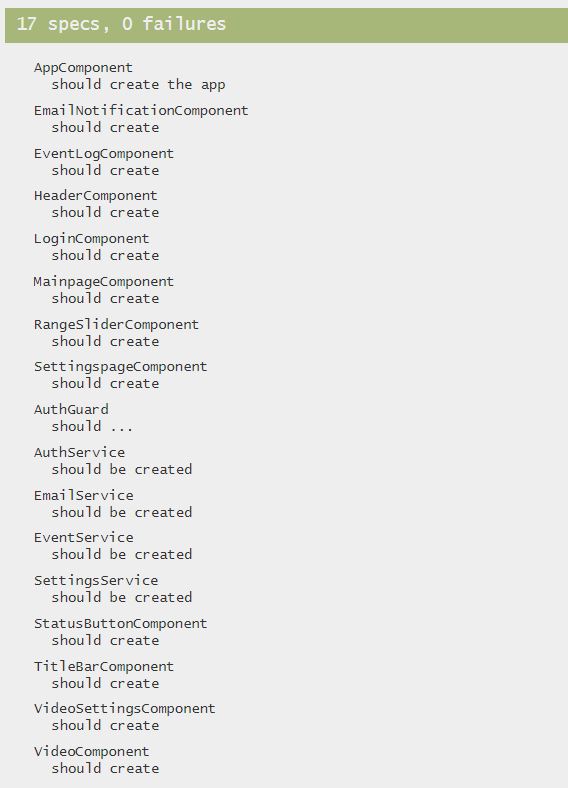 17 specs, 0 failures
AppComponent
should create the app
EmailNotificationComponent
should create
EventLogComponent
should create
HeaderComponent
should create
LoginComponent
should create
MainpageComponent
should create
RangeSliderComponent
should create
SettingspageComponent
should create
AuthGuard
should ...
AuthService
should be created
EmailService
should be created
EventService
should be created
SettingsService
should be created
StatusButtonComponent
should create
TitleBarComponent
should create
VideoSettingsComponent
should create
VideoComponent
should create